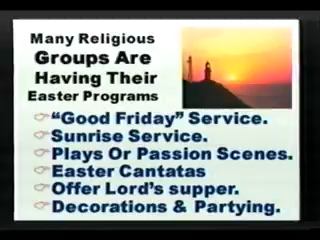 Many Religious
Groups Are
Having Their
Easter Programs
"Good Friday" Service.
Sunrise Service.
Plays Or Passion Scenes.
Easter Cantatas
Offer Lord's supper.
Decorations & Partying.